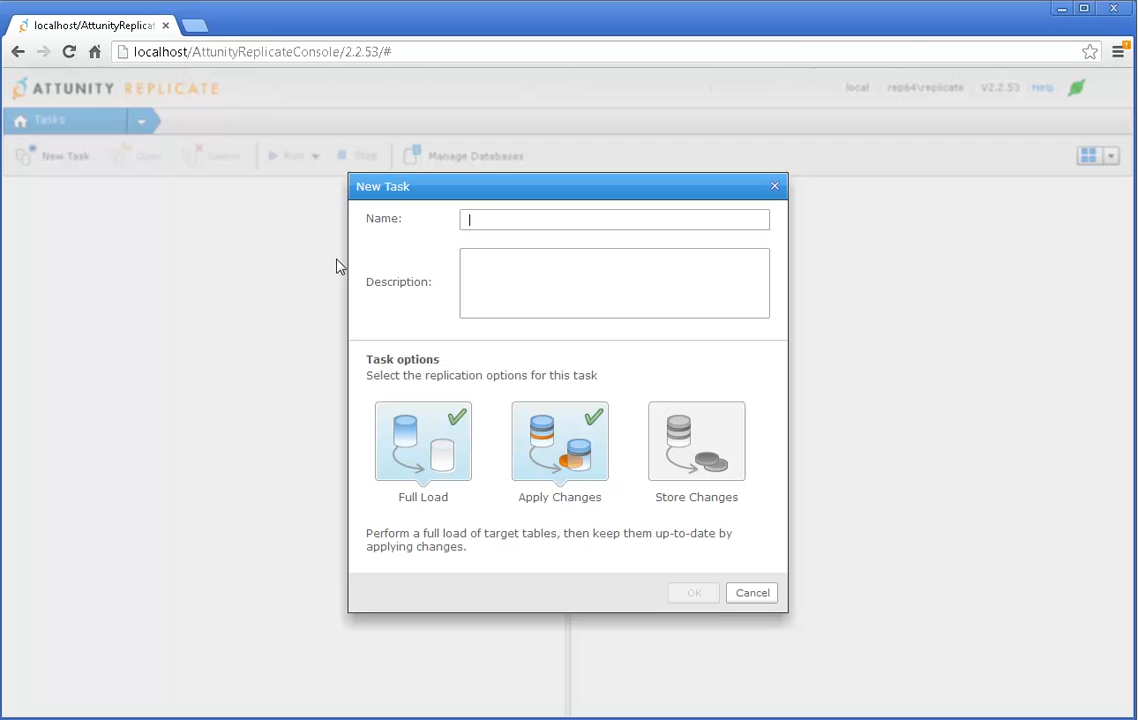 localhost/AttunityReplicat
localhost/AttunityReplicateConsole/2.2.53/#
ATTUNITY REPLICATE
local rep64\replicate V2.2.53 Help
Tasks
New Task Open Delete Run Stop Manage Databases
New Task
Name:
Description:
Task options
Select the replication options for this task
Full Load Apply Changes Store Changes
Perform a full load of target tables, then keep them up-to-date by
applying changes.
OK Cancel